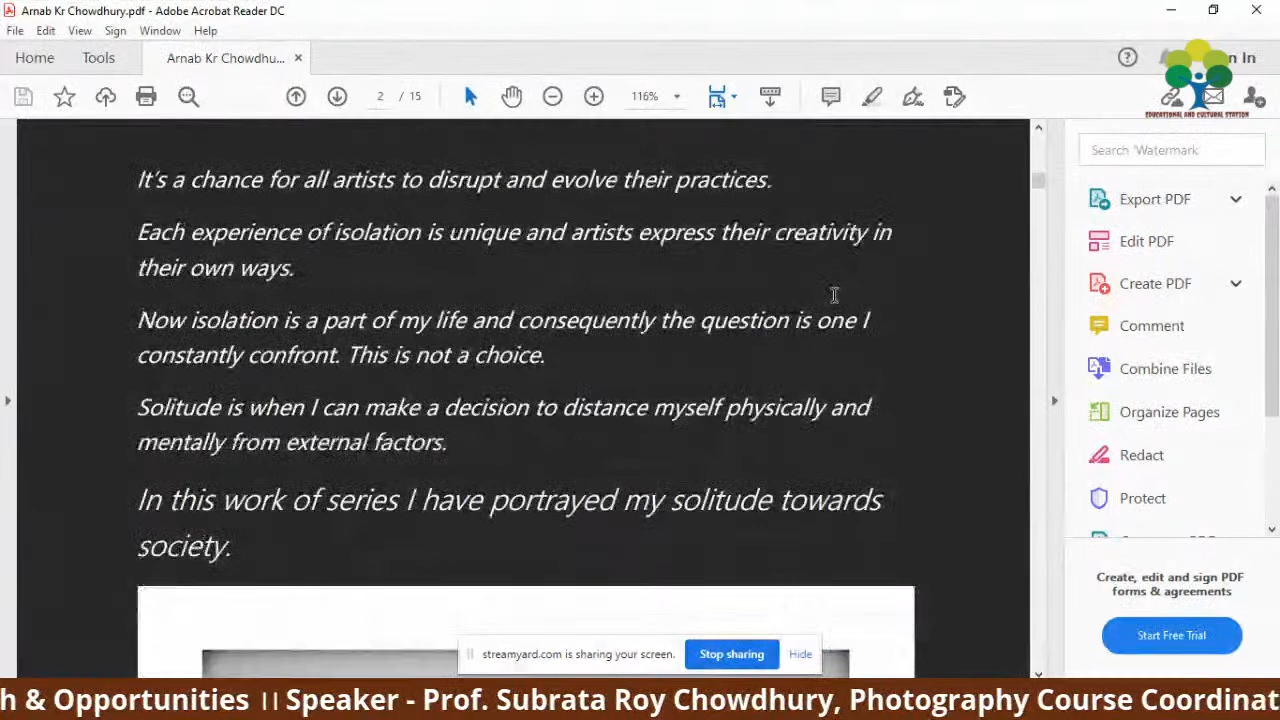 Arnab Kr Chowdhury.pdf - Adobe Acrobat Reader DC
File Edit View Sign Window Help
Home Tools Arnab Kr Chowdhu... ×
In
2 / 15 116%
EDUCATIONAL AND CULTURAL STATION
It's a chance for all artists to disrupt and evolve their practices.
Each experience of isolation is unique and artists express their creativity in
their own ways.
Now isolation is a part of my life and consequently the question is one I
constantly confront. This is not a choice.
Solitude is when I can make a decision to distance myself physically and
mentally from external factors.
In this work of series I have portrayed my solitude towards
society.
Search 'Watermark
Export PDF
Edit PDF
Create PDF
Comment
Combine Files
Organize Pages
Redact
Protect
Create, edit and sign PDF
forms & agreements
Start Free Trial
streamyard.com is sharing your screen. Stop sharing Hide
h & Opportunities II Speaker - Prof. Subrata Roy Chowdhury, Photography Course Coordinat